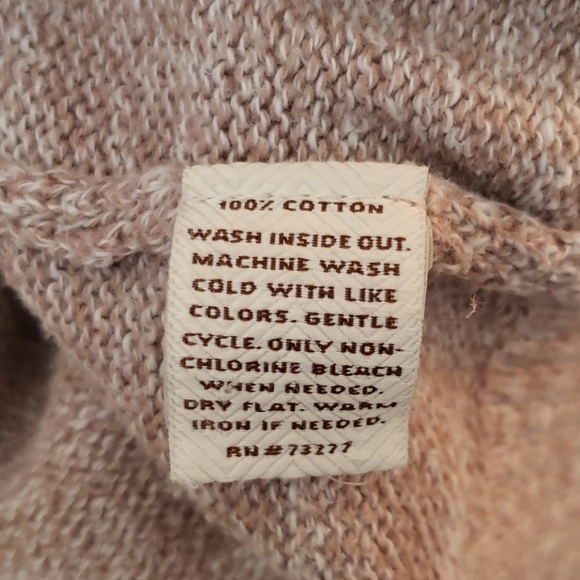 100% COTTON
WASH INSIDE OUT.
MACHINE WASH
COLD WITH LIKE
COLORS. GENTLE
CYCLE. ONLY NON-
CHLORINE BLEACH
WHEN NEEDED.
DRY FLAT. WARM
IRON IF NEEDED.
RN# 73277